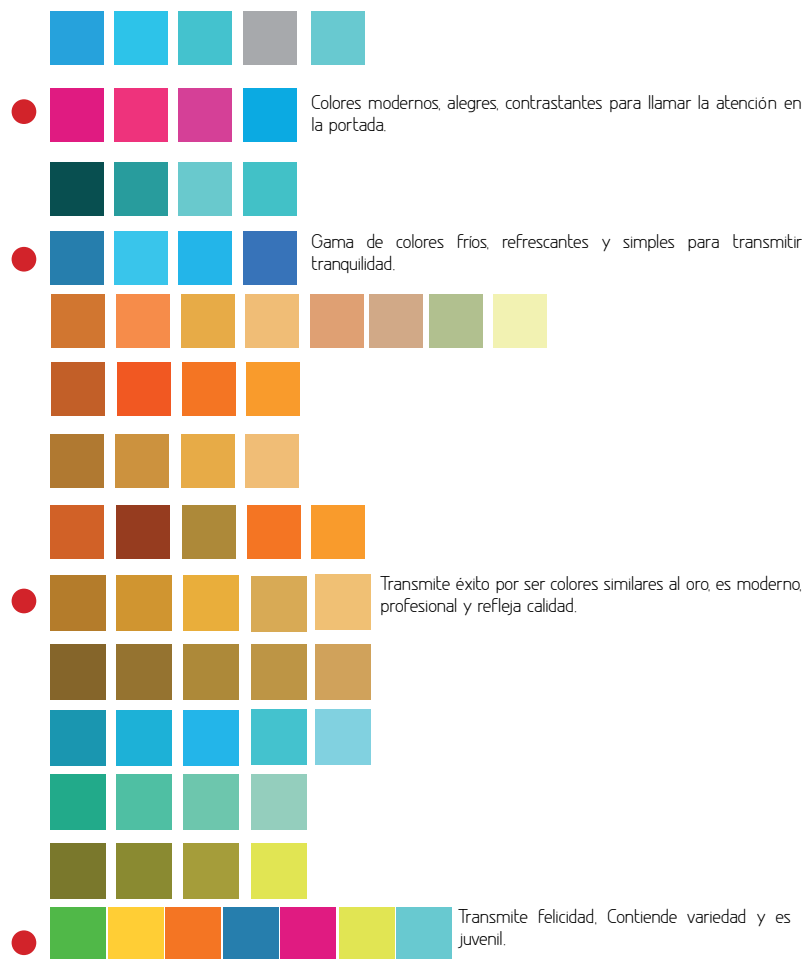 Colores modernos, alegres, contrastantes para llamar la atención en
la portada.
Gama de colores fríos, refrescantes y simples para transmitir
tranquilidad.
Transmite éxito por ser colores similares al oro, es moderno,
profesional y refleja calidad.
Transmite felicidad, Contiende variedad y es
juvenil.